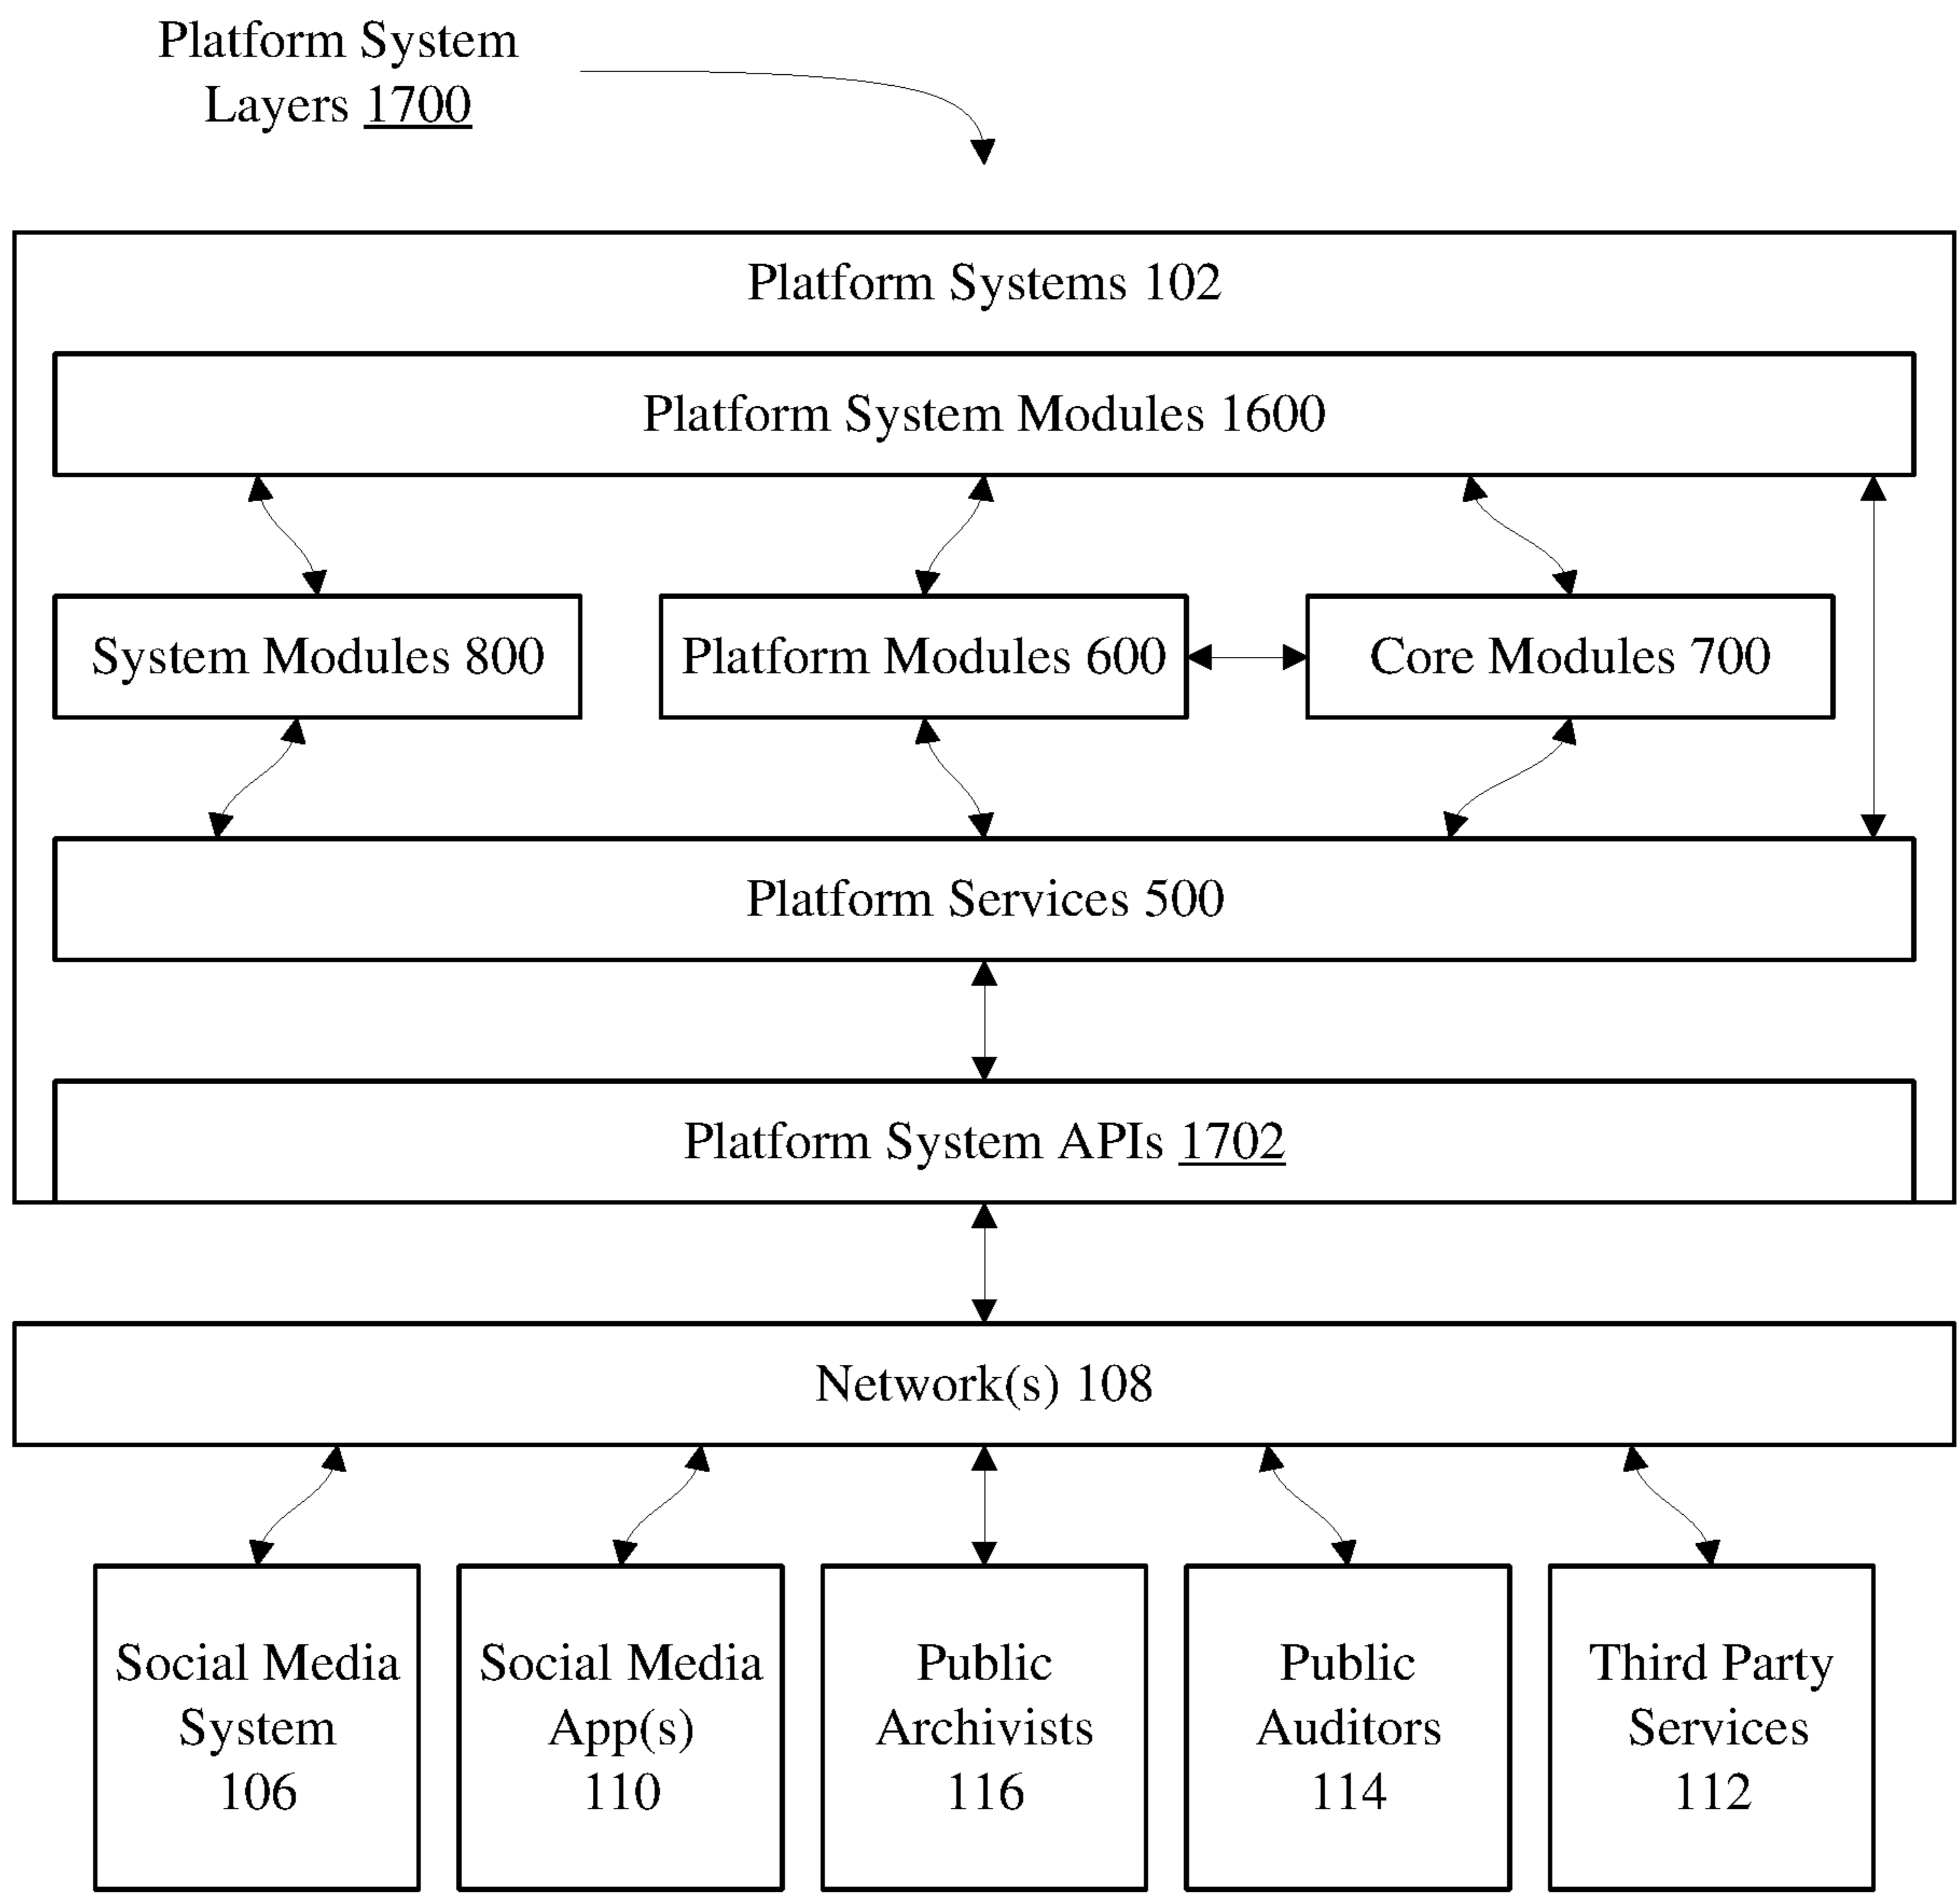 Platform System
Layers 1700
Platform Systems 102
Platform System Modules 1600
System Modules 800
Platform Modules 600
Core Modules 700
Platform Services 500
Platform System APIs 1702
Network(s) 108
Social Media
System
106
Social Media
App(s)
110
Public
Archivists
116
Public
Auditors
114
Third Party
Services
112